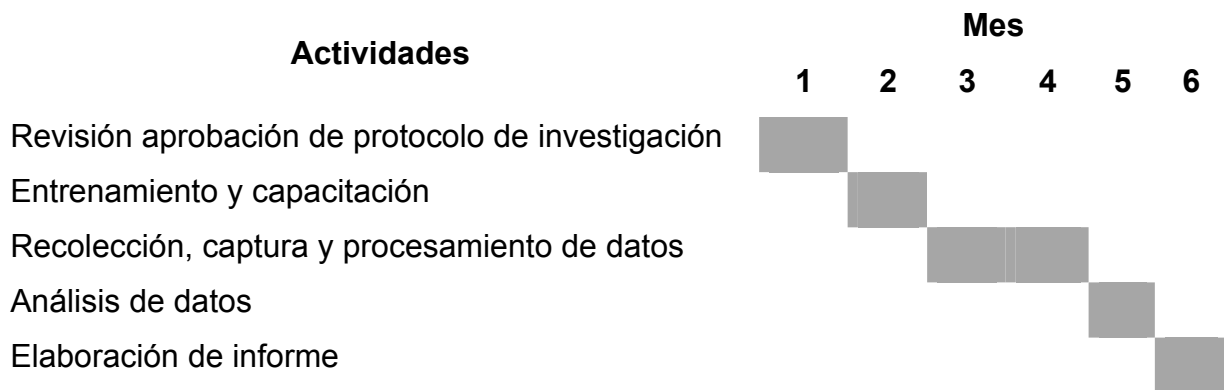 Mes
Actividades
1 2 3 4 5 6
Revisión aprobación de protocolo de investigación
Entrenamiento y capacitación
Recolección, captura y procesamiento de datos
Análisis de datos
Elaboración de informe